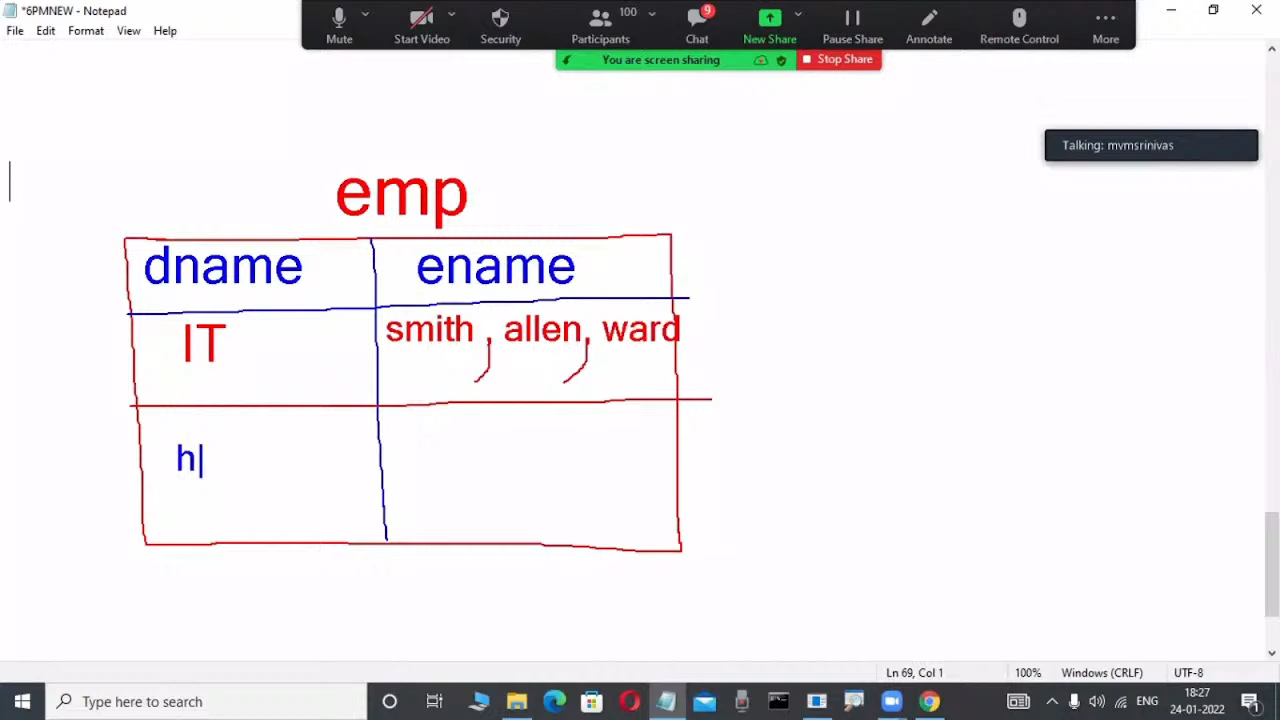 *6PMNEW - Notepad
File Edit Format View Help
Mute Start Video Security Participants 100 Chat 9 New Share Pause Share Annotate Remote Control More
You are screen sharing Stop Share
Talking: mvmsrinivas
emp
dname ename
IT smith , allen, ward
h
Ln 69, Col 1 100% Windows (CRLF) UTF-8
Type here to search
ENG
18:27
24-01-2022
1